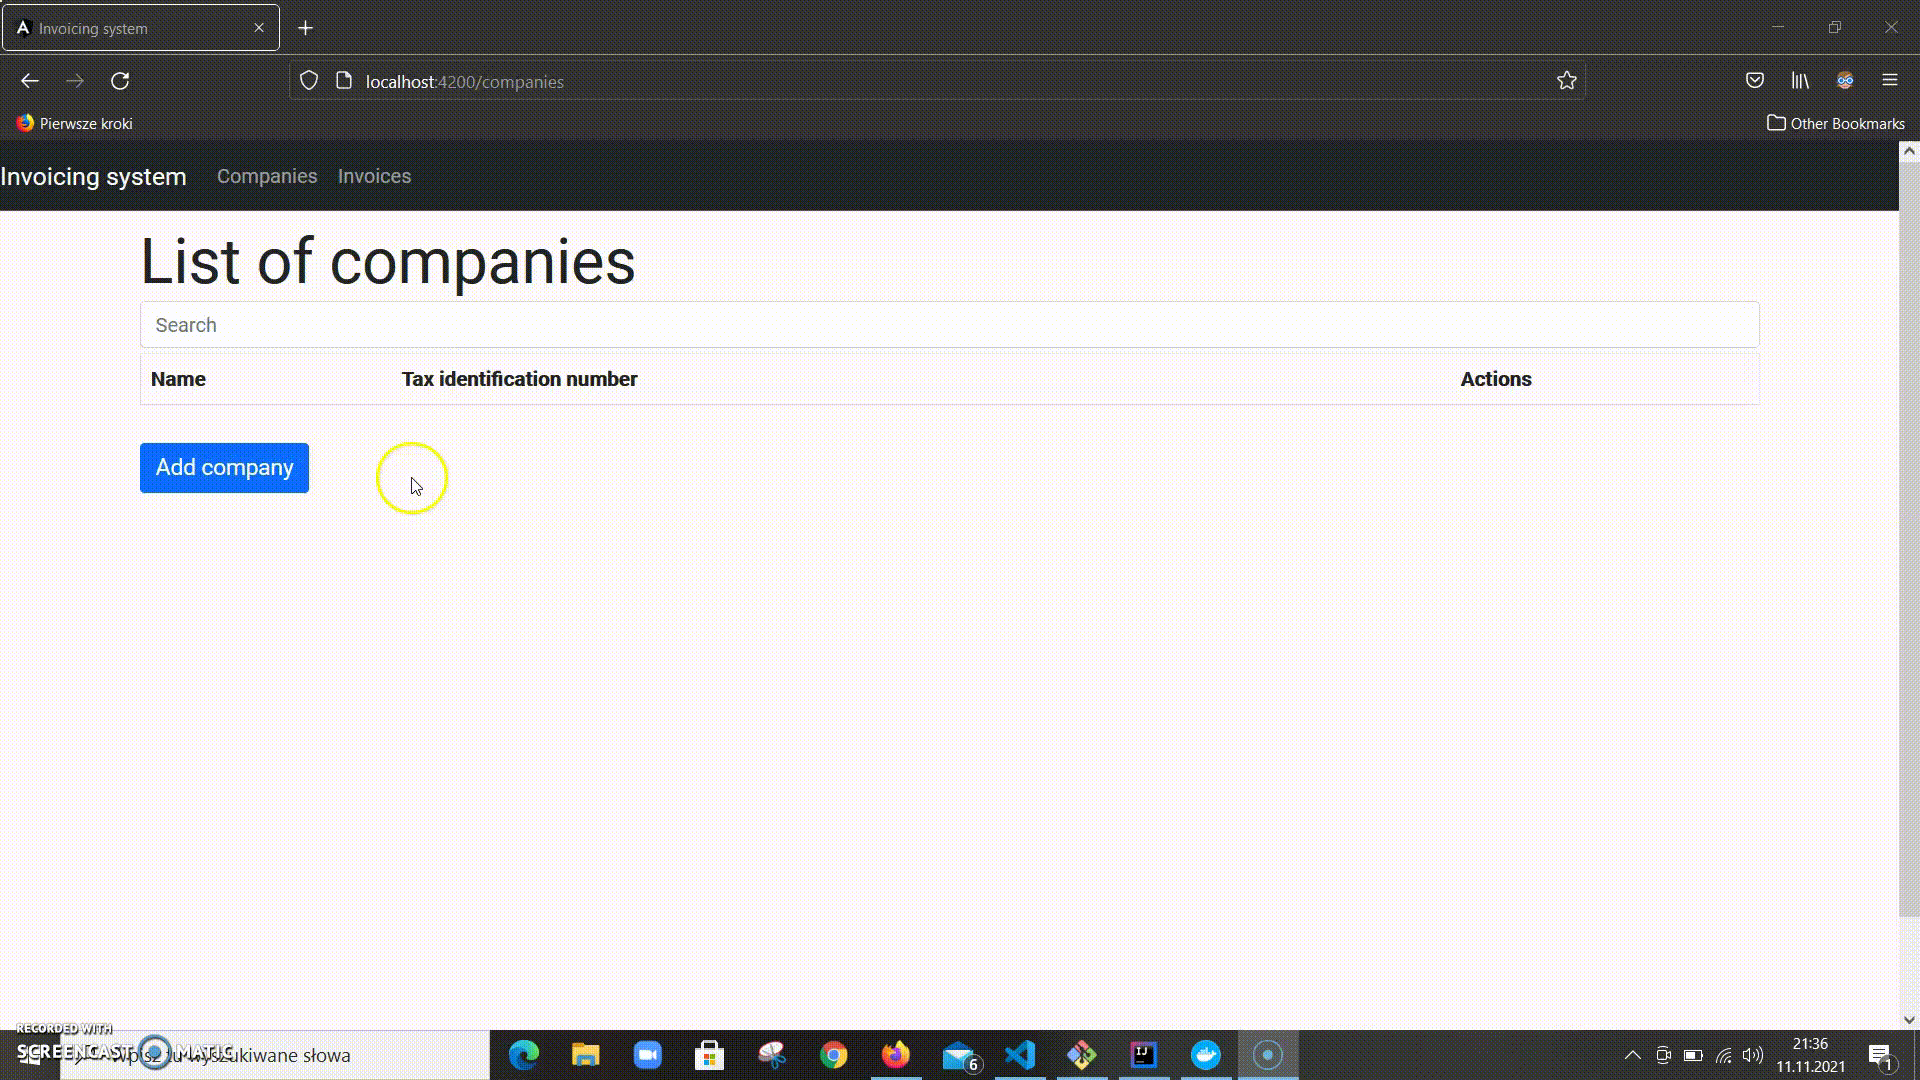 Invoicing system
localhost:4200/companies
Pierwsze kroki
Other Bookmarks
Invoicing system Companies Invoices
List of companies
Search
Name Tax identification number Actions
Add company
RECORDED WITH
SCREENCAST MATIC
Wpisz tu wyszukiwane słowa
6
IJ
21:36
11.11.2021
1